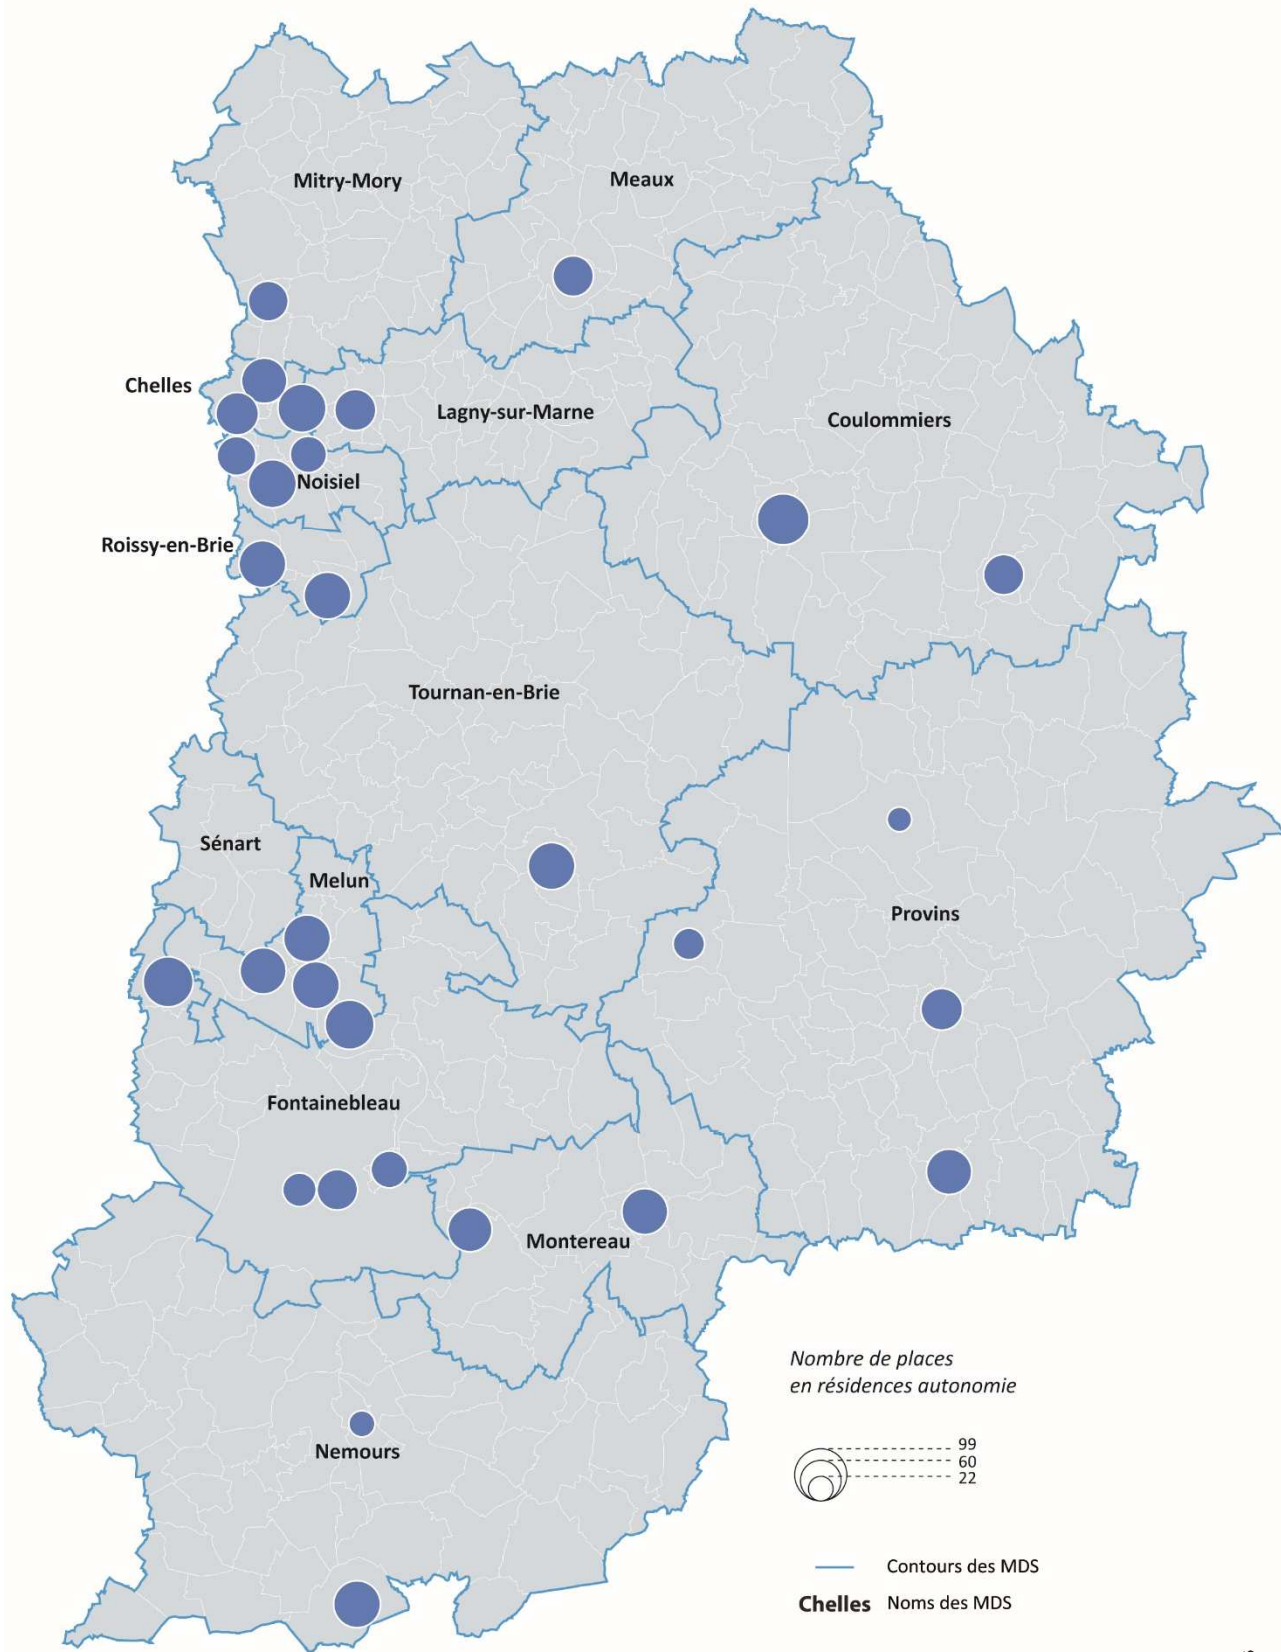 Mitry-Mory
Meaux
Chelles
Lagny-sur-Marne
Coulommiers
Noisiel
Roissy-en-Brie
Tournan-en-Brie
Sénart
Melun
Provins
Fontainebleau
Montereau
Nemours
Nombre de places
en résidences autonomie
99
60
22
Contours des MDS
Chelles Noms des MDS